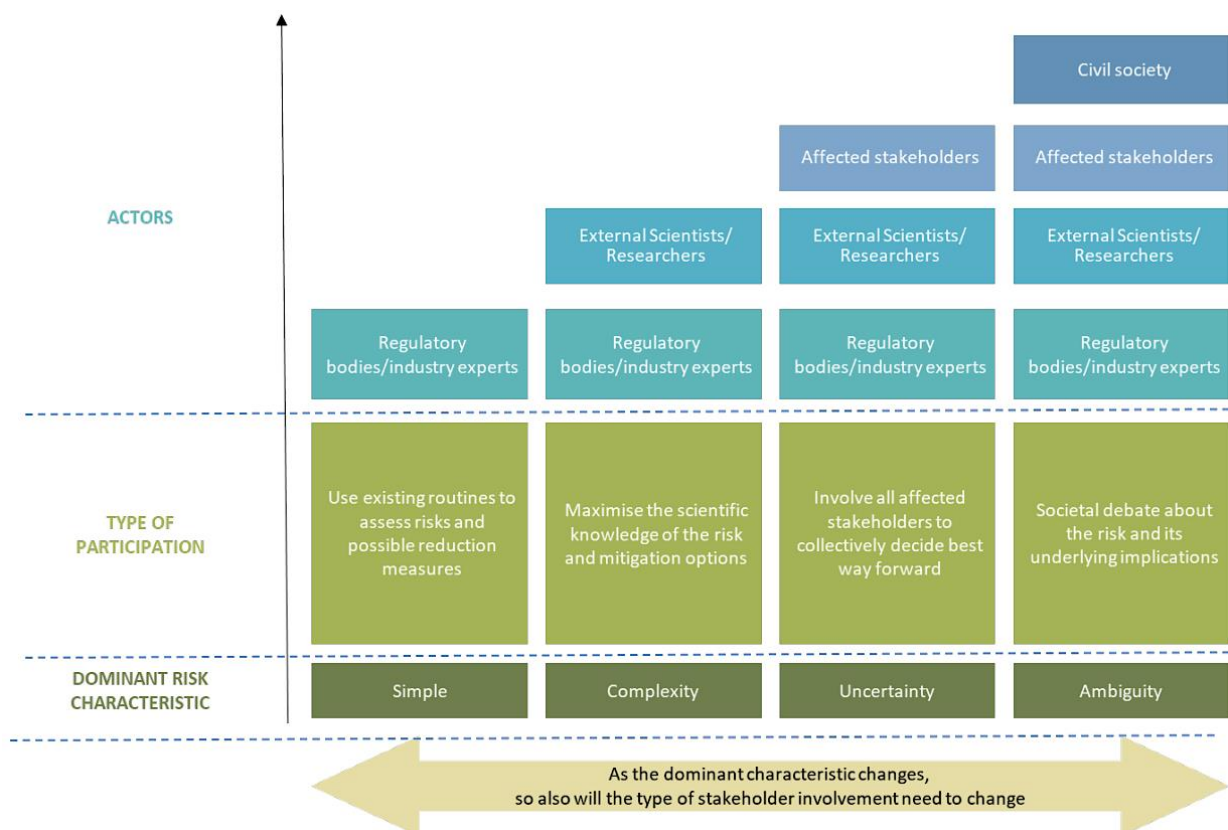 Civil society
Affected stakeholders
Affected stakeholders
ACTORS
External Scientists/
Researchers
External Scientists/
Researchers
External Scientists/
Researchers
Regulatory
bodies/industry experts
Regulatory
bodies/industry experts
Regulatory
bodies/industry experts
Regulatory
bodies/industry experts
TYPE OF
PARTICIPATION
Use existing routines to
assess risks and
possible reduction
measures
Maximise the scientific
knowledge of the risk
and mitigation options
Involve all affected
stakeholders to
collectively decide best
way forward
Societal debate about
the risk and its
underlying implications
DOMINANT RISK
CHARACTERISTIC
Simple
Complexity
Uncertainty
Ambiguity
As the dominant characteristic changes,
so also will the type of stakeholder involvement need to change